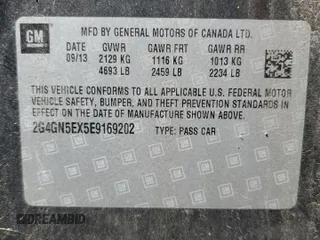 GM
MFD BY GENERAL MOTORS OF CANADA LTD.
DATE GVWR GAWR FRT GAWR RR
09/13 2129 KG 1116 KG 1013 KG
4693 LB 2459 LB 2234 LB
THIS VEHICLE CONFORMS TO ALL APPLICABLE U.S. FEDERAL MOTOR
VEHICLE SAFETY, BUMPER, AND THEFT PREVENTION STANDARDS IN
EFFECT ON THE DATE OF MANUFACTURE SHOWN ABOVE.
2G4GN5EX5E9169202 TYPE: PASS CAR
GM
DREAMBID